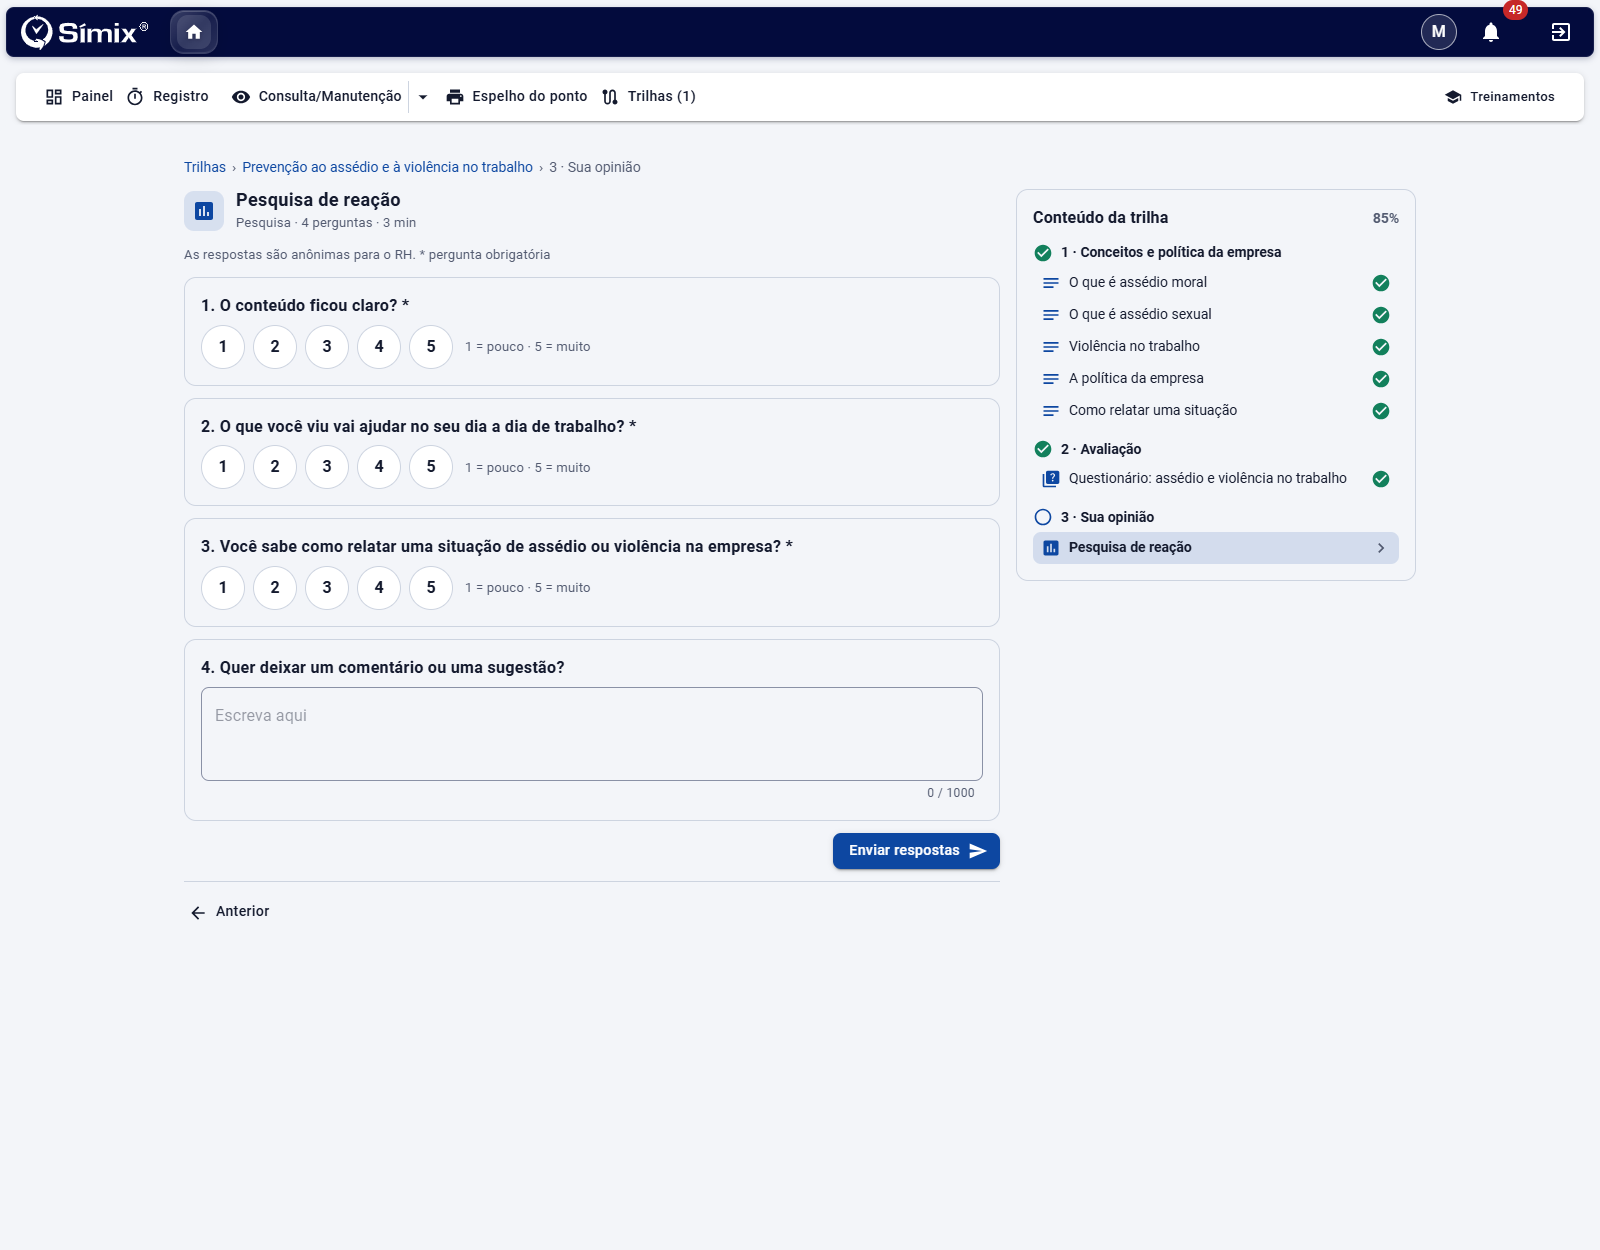 Símix®
M
49
Painel
Registro
Consulta/Manutenção
Espelho do ponto
Trilhas (1)
Treinamentos
Trilhas › Prevenção ao assédio e à violência no trabalho › 3 · Sua opinião
Pesquisa de reação
Pesquisa · 4 perguntas · 3 min
As respostas são anônimas para o RH. * pergunta obrigatória
1. O conteúdo ficou claro? *
1 2 3 4 5 1 = pouco · 5 = muito
2. O que você viu vai ajudar no seu dia a dia de trabalho? *
1 2 3 4 5 1 = pouco · 5 = muito
3. Você sabe como relatar uma situação de assédio ou violência na empresa? *
1 2 3 4 5 1 = pouco · 5 = muito
4. Quer deixar um comentário ou uma sugestão?
Escreva aqui
0 / 1000
Enviar respostas
Anterior
Conteúdo da trilha 85%
1 · Conceitos e política da empresa
O que é assédio moral
O que é assédio sexual
Violência no trabalho
A política da empresa
Como relatar uma situação
2 · Avaliação
Questionário: assédio e violência no trabalho
3 · Sua opinião
Pesquisa de reação